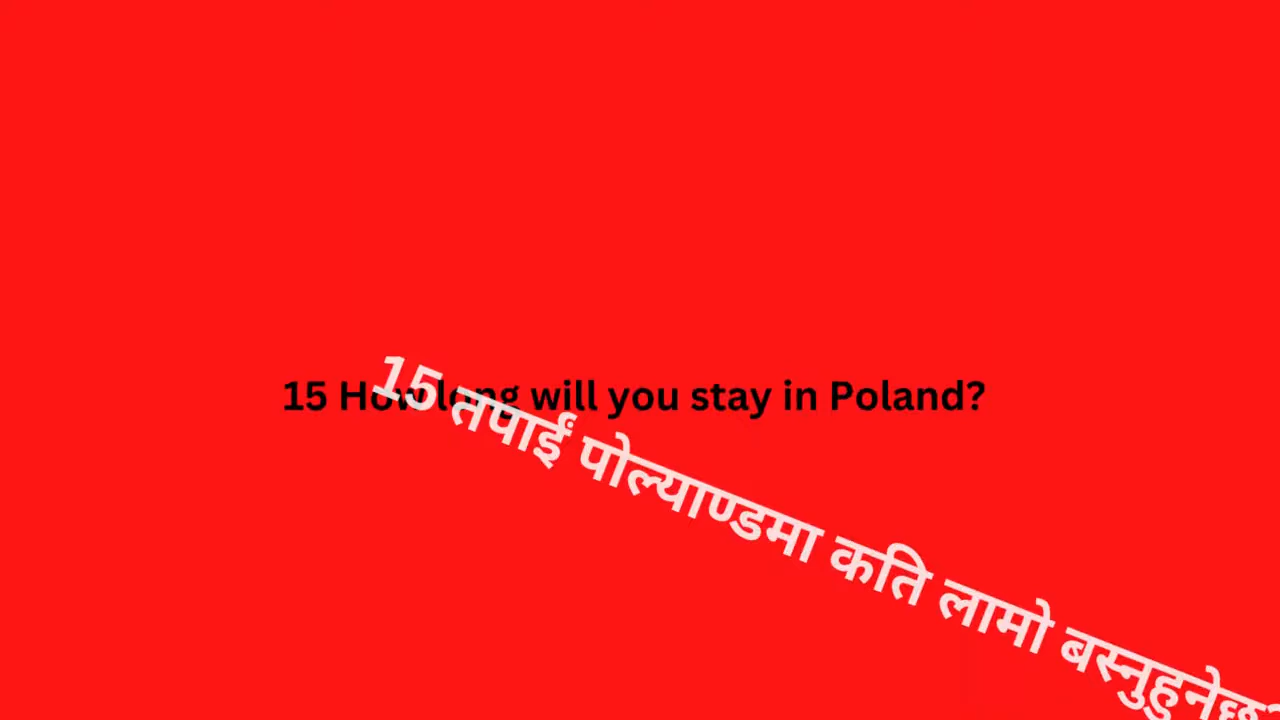 15 How long will you stay in Poland?
15 तपाईं पोल्याण्डमा कति लामो बस्नुहुनेछ?